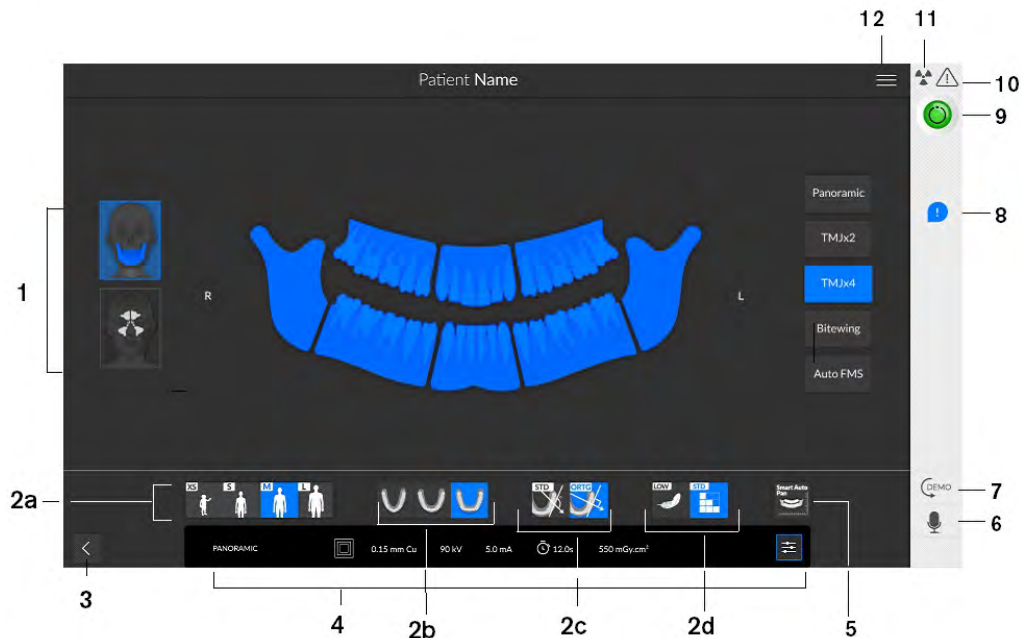 12
11
Patient Name
10
9
Panoramic
8
TMJx2
1
TMJx4
R
L
Bitewing
Auto FMS
2a
XS
S
M
L
STD
ORTG
LOW
STD
Smart Auto
Pan
DEMO
7
6
PANORAMIC 0.15 mm Cu 90 kV 5.0 mA 12.0s 550 mGy.cm²
3
4
2b
2c
2d
5